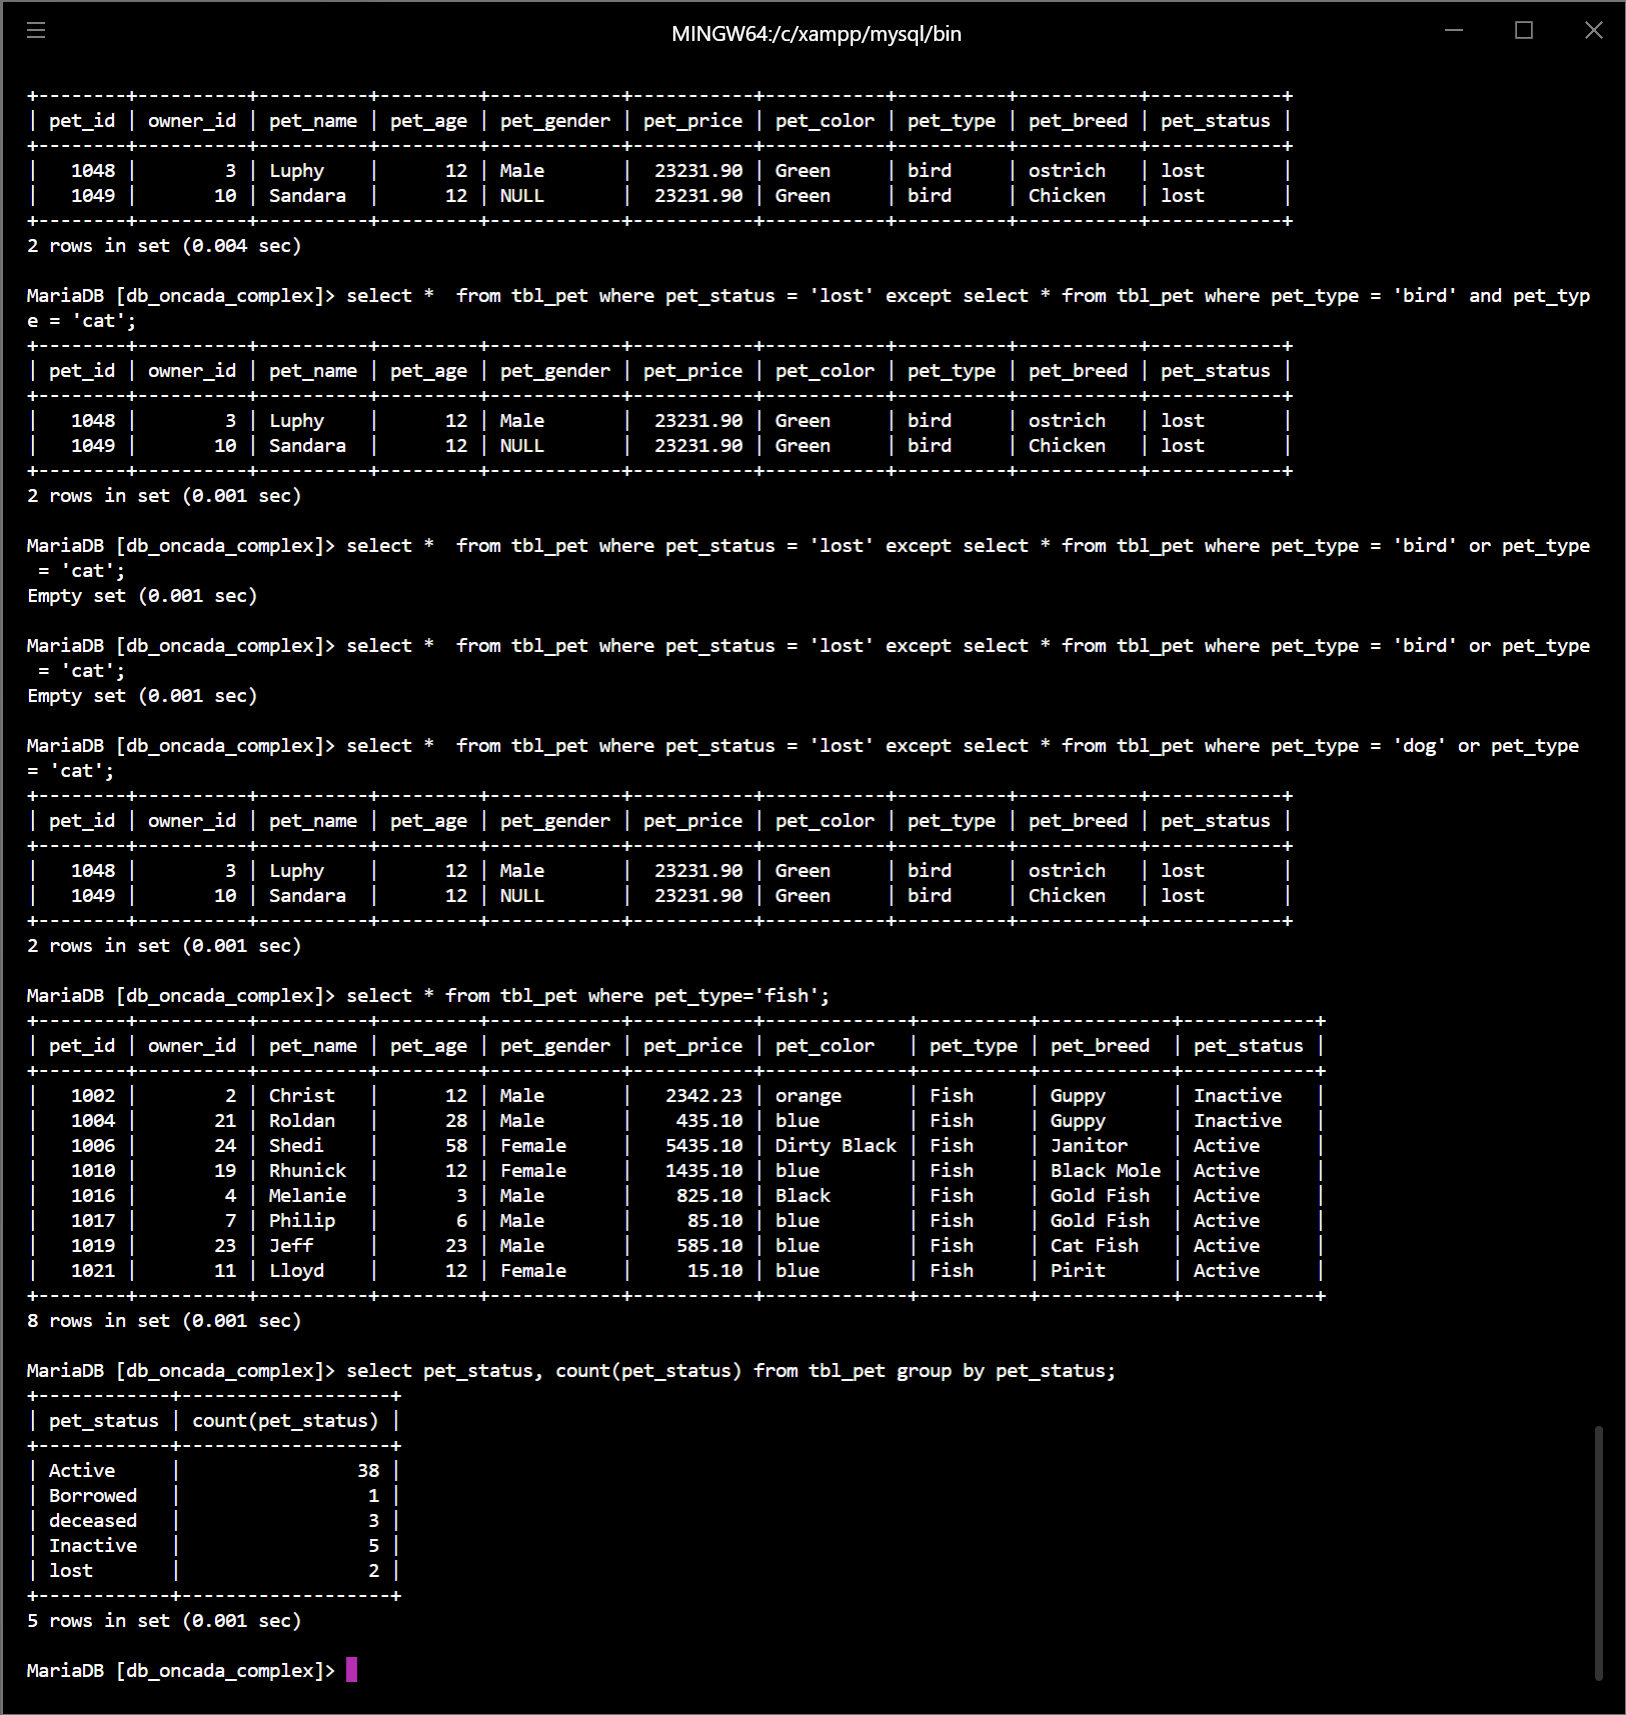 MINGW64:/c/xampp/mysql/bin
+--------+----------+----------+---------+------------+-----------+-----------+----------+-----------+------------+
| pet_id | owner_id | pet_name | pet_age | pet_gender | pet_price | pet_color | pet_type | pet_breed | pet_status |
+--------+----------+----------+---------+------------+-----------+-----------+----------+-----------+------------+
|   1048 |        3 | Luphy    |      12 | Male       |  23231.90 | Green     | bird     | ostrich   | lost       |
|   1049 |       10 | Sandara  |      12 | NULL       |  23231.90 | Green     | bird     | Chicken   | lost       |
+--------+----------+----------+---------+------------+-----------+-----------+----------+-----------+------------+
2 rows in set (0.004 sec)
MariaDB [db_oncada_complex]> select *  from tbl_pet where pet_status = 'lost' except select * from tbl_pet where pet_type = 'bird' and pet_typ
e = 'cat';
+--------+----------+----------+---------+------------+-----------+-----------+----------+-----------+------------+
| pet_id | owner_id | pet_name | pet_age | pet_gender | pet_price | pet_color | pet_type | pet_breed | pet_status |
+--------+----------+----------+---------+------------+-----------+-----------+----------+-----------+------------+
|   1048 |        3 | Luphy    |      12 | Male       |  23231.90 | Green     | bird     | ostrich   | lost       |
|   1049 |       10 | Sandara  |      12 | NULL       |  23231.90 | Green     | bird     | Chicken   | lost       |
+--------+----------+----------+---------+------------+-----------+-----------+----------+-----------+------------+
2 rows in set (0.001 sec)
MariaDB [db_oncada_complex]> select *  from tbl_pet where pet_status = 'lost' except select * from tbl_pet where pet_type = 'bird' or pet_type
 = 'cat';
Empty set (0.001 sec)
MariaDB [db_oncada_complex]> select *  from tbl_pet where pet_status = 'lost' except select * from tbl_pet where pet_type = 'bird' or pet_type
 = 'cat';
Empty set (0.001 sec)
MariaDB [db_oncada_complex]> select *  from tbl_pet where pet_status = 'lost' except select * from tbl_pet where pet_type = 'dog' or pet_type
= 'cat';
+--------+----------+----------+---------+------------+-----------+-----------+----------+-----------+------------+
| pet_id | owner_id | pet_name | pet_age | pet_gender | pet_price | pet_color | pet_type | pet_breed | pet_status |
+--------+----------+----------+---------+------------+-----------+-----------+----------+-----------+------------+
|   1048 |        3 | Luphy    |      12 | Male       |  23231.90 | Green     | bird     | ostrich   | lost       |
|   1049 |       10 | Sandara  |      12 | NULL       |  23231.90 | Green     | bird     | Chicken   | lost       |
+--------+----------+----------+---------+------------+-----------+-----------+----------+-----------+------------+
2 rows in set (0.001 sec)
MariaDB [db_oncada_complex]> select * from tbl_pet where pet_type='fish';
+--------+----------+----------+---------+------------+-----------+-------------+----------+------------+------------+
| pet_id | owner_id | pet_name | pet_age | pet_gender | pet_price | pet_color   | pet_type | pet_breed  | pet_status |
+--------+----------+----------+---------+------------+-----------+-------------+----------+------------+------------+
|   1002 |        2 | Christ   |      12 | Male       |   2342.23 | orange      | Fish     | Guppy      | Inactive   |
|   1004 |       21 | Roldan   |      28 | Male       |    435.10 | blue        | Fish     | Guppy      | Inactive   |
|   1006 |       24 | Shedi    |      58 | Female     |   5435.10 | Dirty Black | Fish     | Janitor    | Active     |
|   1010 |       19 | Rhunick  |      12 | Female     |   1435.10 | blue        | Fish     | Black Mole | Active     |
|   1016 |        4 | Melanie  |       3 | Male       |    825.10 | Black       | Fish     | Gold Fish  | Active     |
|   1017 |        7 | Philip   |       6 | Male       |     85.10 | blue        | Fish     | Gold Fish  | Active     |
|   1019 |       23 | Jeff     |      23 | Male       |    585.10 | blue        | Fish     | Cat Fish   | Active     |
|   1021 |       11 | Lloyd    |      12 | Female     |     15.10 | blue        | Fish     | Pirit      | Active     |
+--------+----------+----------+---------+------------+-----------+-------------+----------+------------+------------+
8 rows in set (0.001 sec)
MariaDB [db_oncada_complex]> select pet_status, count(pet_status) from tbl_pet group by pet_status;
+------------+-------------------+
| pet_status | count(pet_status) |
+------------+-------------------+
| Active     |                38 |
| Borrowed   |                 1 |
| deceased   |                 3 |
| Inactive   |                 5 |
| lost       |                 2 |
+------------+-------------------+
5 rows in set (0.001 sec)
MariaDB [db_oncada_complex]>